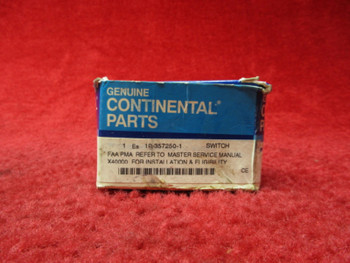 GENUINE
CONTINENTAL®
PARTS
1 Ea 10-357250-1 SWITCH
FAA PMA REFER TO MASTER SERVICE MANUAL
X40000 FOR INSTALLATION & ELIGIBILITY
CE